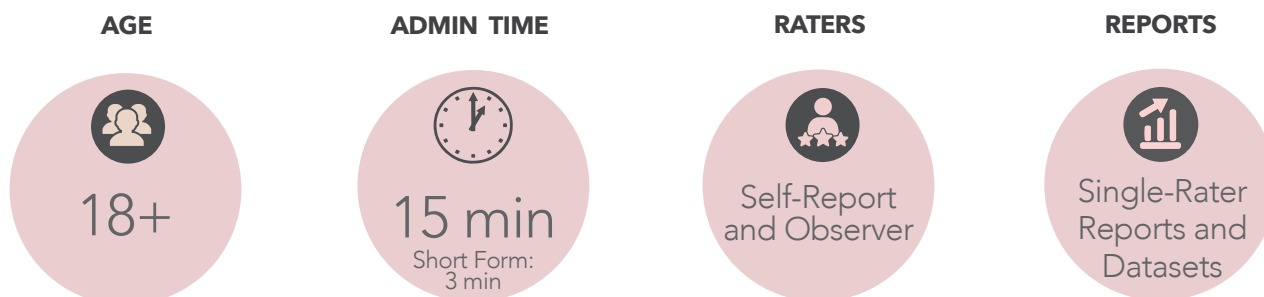 AGE
ADMIN TIME
RATERS
REPORTS
18+
15 min
Short Form:
3 min
Self-Report
and Observer
Single-Rater
Reports and
Datasets